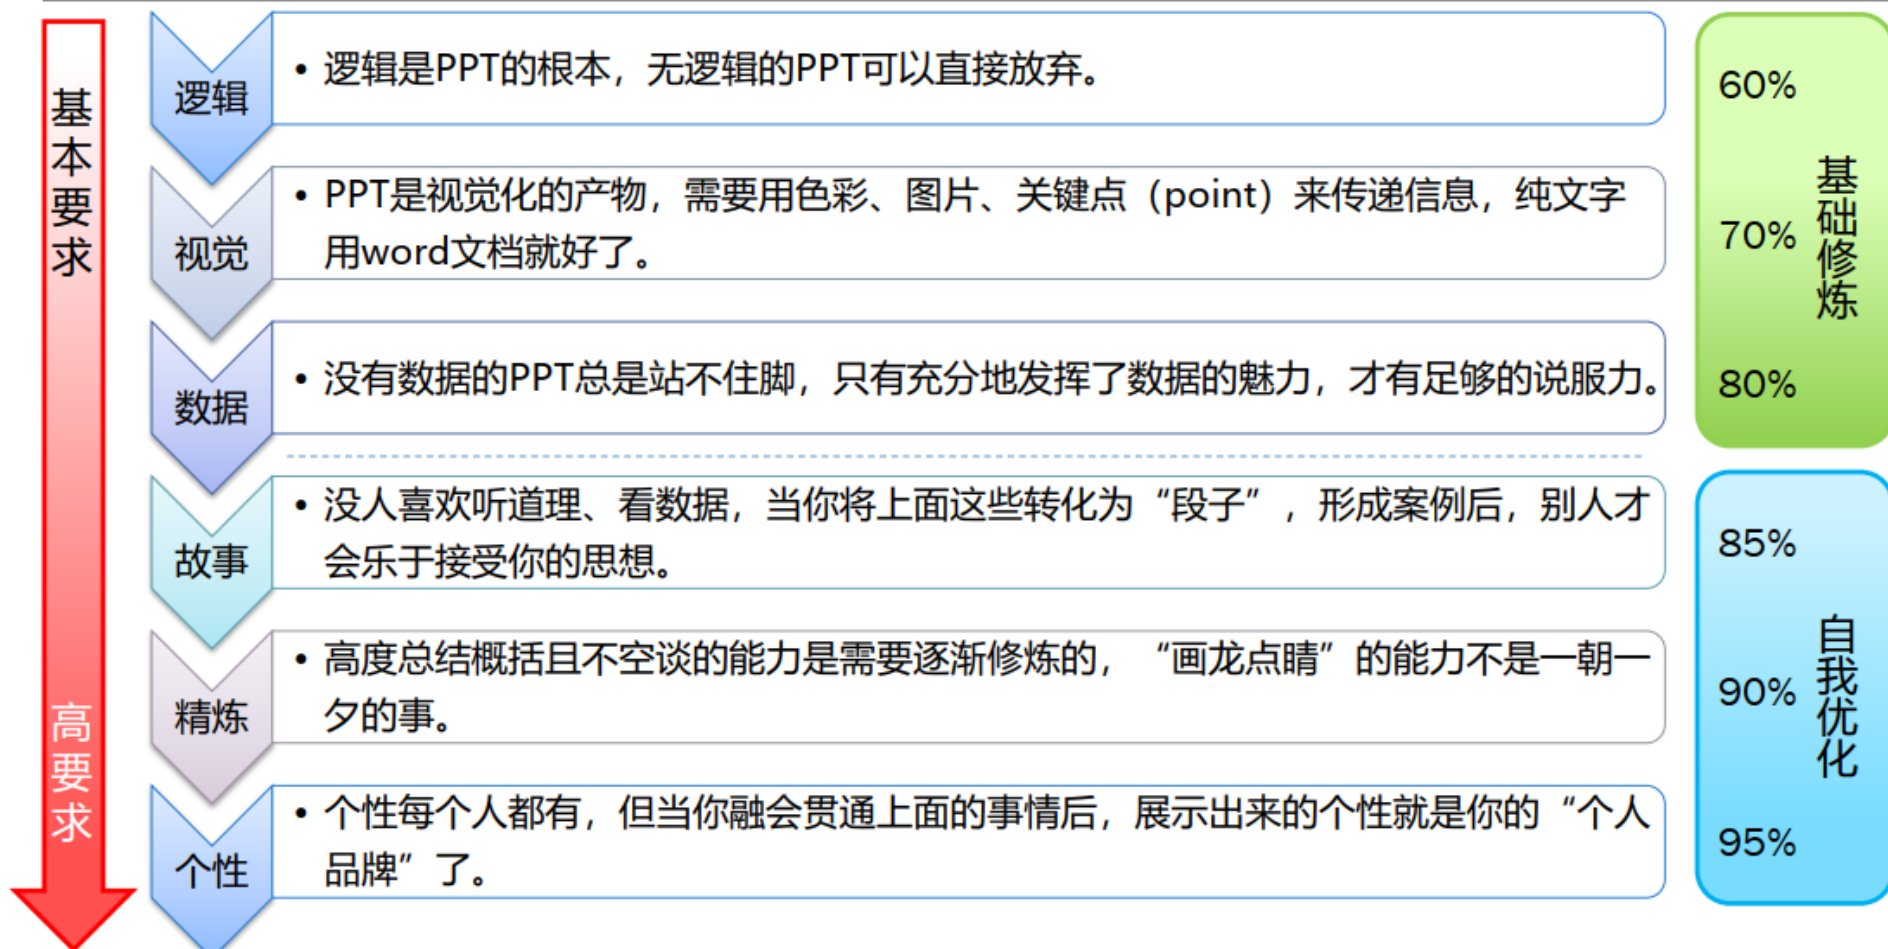 基本要求
高要求
逻辑
• 逻辑是PPT的根本，无逻辑的PPT可以直接放弃。
视觉
• PPT是视觉化的产物，需要用色彩、图片、关键点（point）来传递信息，纯文字
用word文档就好了。
数据
• 没有数据的PPT总是站不住脚，只有充分地发挥了数据的魅力，才有足够的说服力。
故事
• 没人喜欢听道理、看数据，当你将上面这些转化为“段子”，形成案例后，别人才
会乐于接受你的思想。
精炼
• 高度总结概括且不空谈的能力是需要逐渐修炼的，“画龙点睛”的能力不是一朝一
夕的事。
个性
• 个性每个人都有，但当你融会贯通上面的事情后，展示出来的个性就是你的“个人
品牌”了。
60%
70%
80%
基础修炼
85%
90%
95%
自我优化